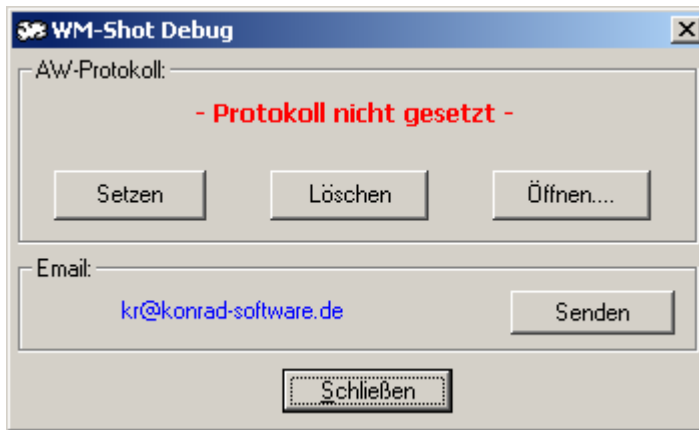 WM-Shot Debug
AW-Protokoll:
- Protokoll nicht gesetzt -
Setzen Löschen Öffnen....
Email:
kr@konrad-software.de Senden
Schließen